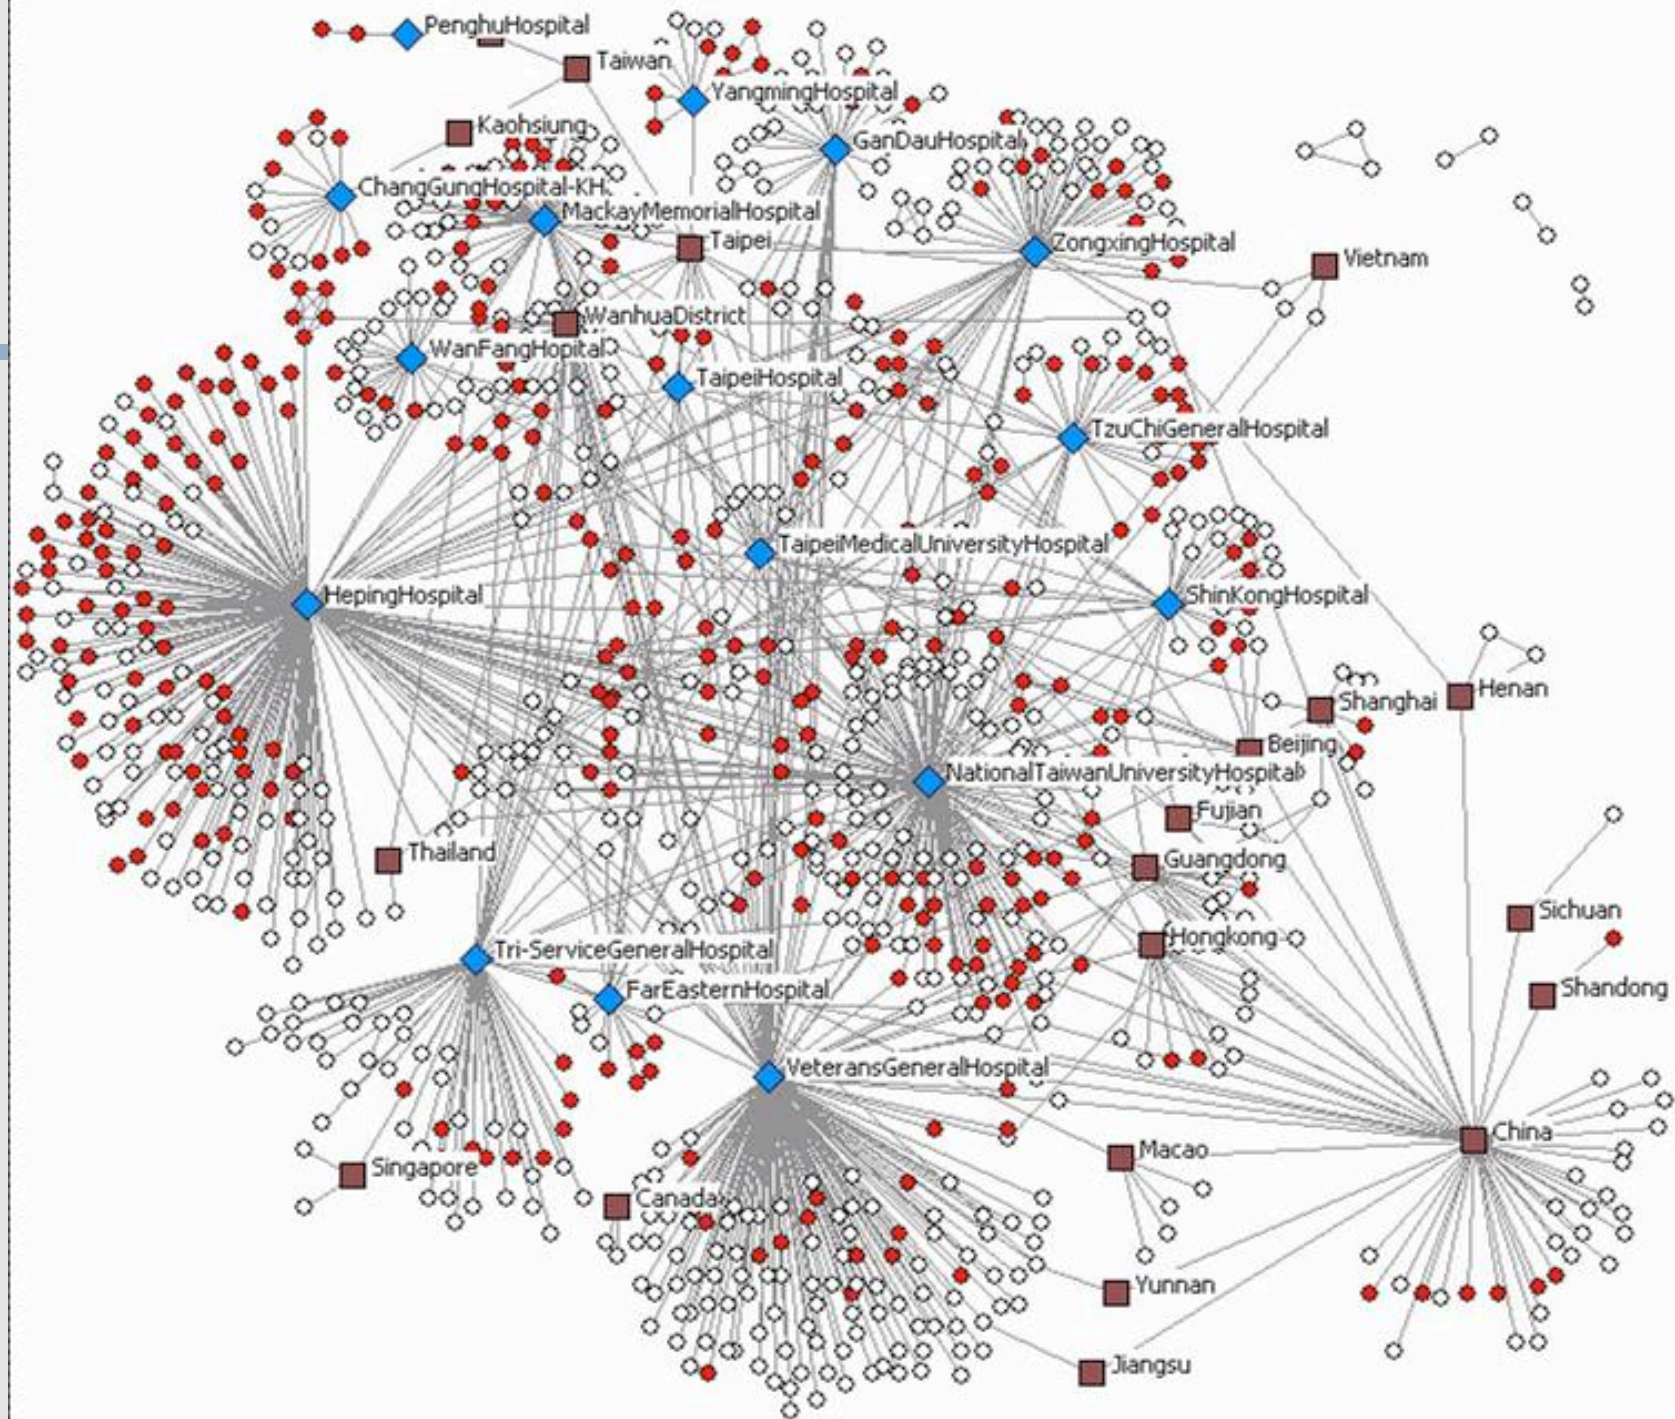 PenghuHospital
Taiwan
YangmingHospital
Kaohsiung
GanDauHospital
ChangGungHospital-KH.
MackayMemorialHospital
Taipei
ZongxingHospital
Vietnam
WanhuaDistrict
WanFangHopital
TaipeiHospital
TzuChiGeneralHospital
TaipeiMedicalUniversityHospital
HepingHospital
ShinKongHospital
Shanghai
Henan
Beijing
NationalTaiwanUniversityHospital
Fujian
Thailand
Guangdong
Sichuan
Hongkong
Tri-ServiceGeneralHospital
FarEasternHospital
Shandong
VeteransGeneralHospital
China
Macao
Singapore
Canada
Yunnan
Jiangsu